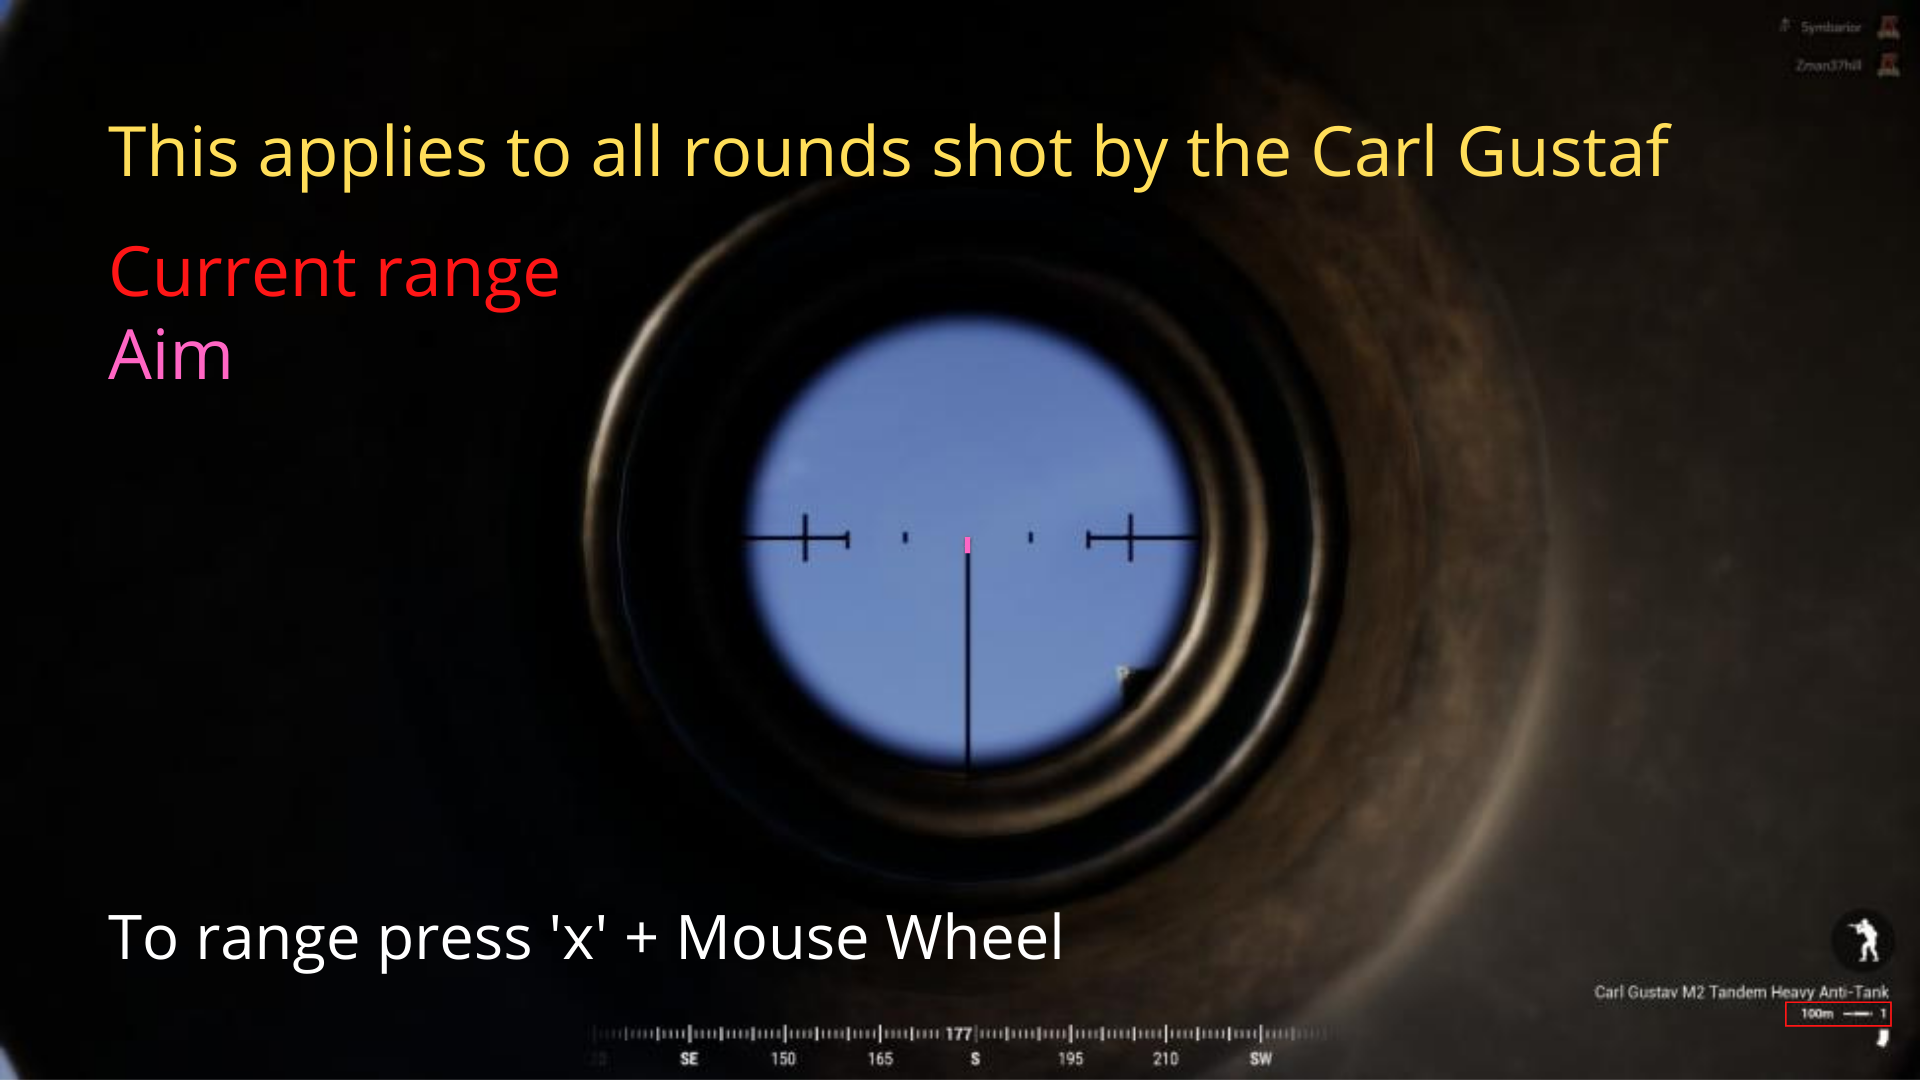 Symbarior
Zman37hill
This applies to all rounds shot by the Carl Gustaf
Current range
Aim
To range press 'x' + Mouse Wheel
Carl Gustav M2 Tandem Heavy Anti-Tank
100m 1
177
SE 150 165 S 195 210 SW